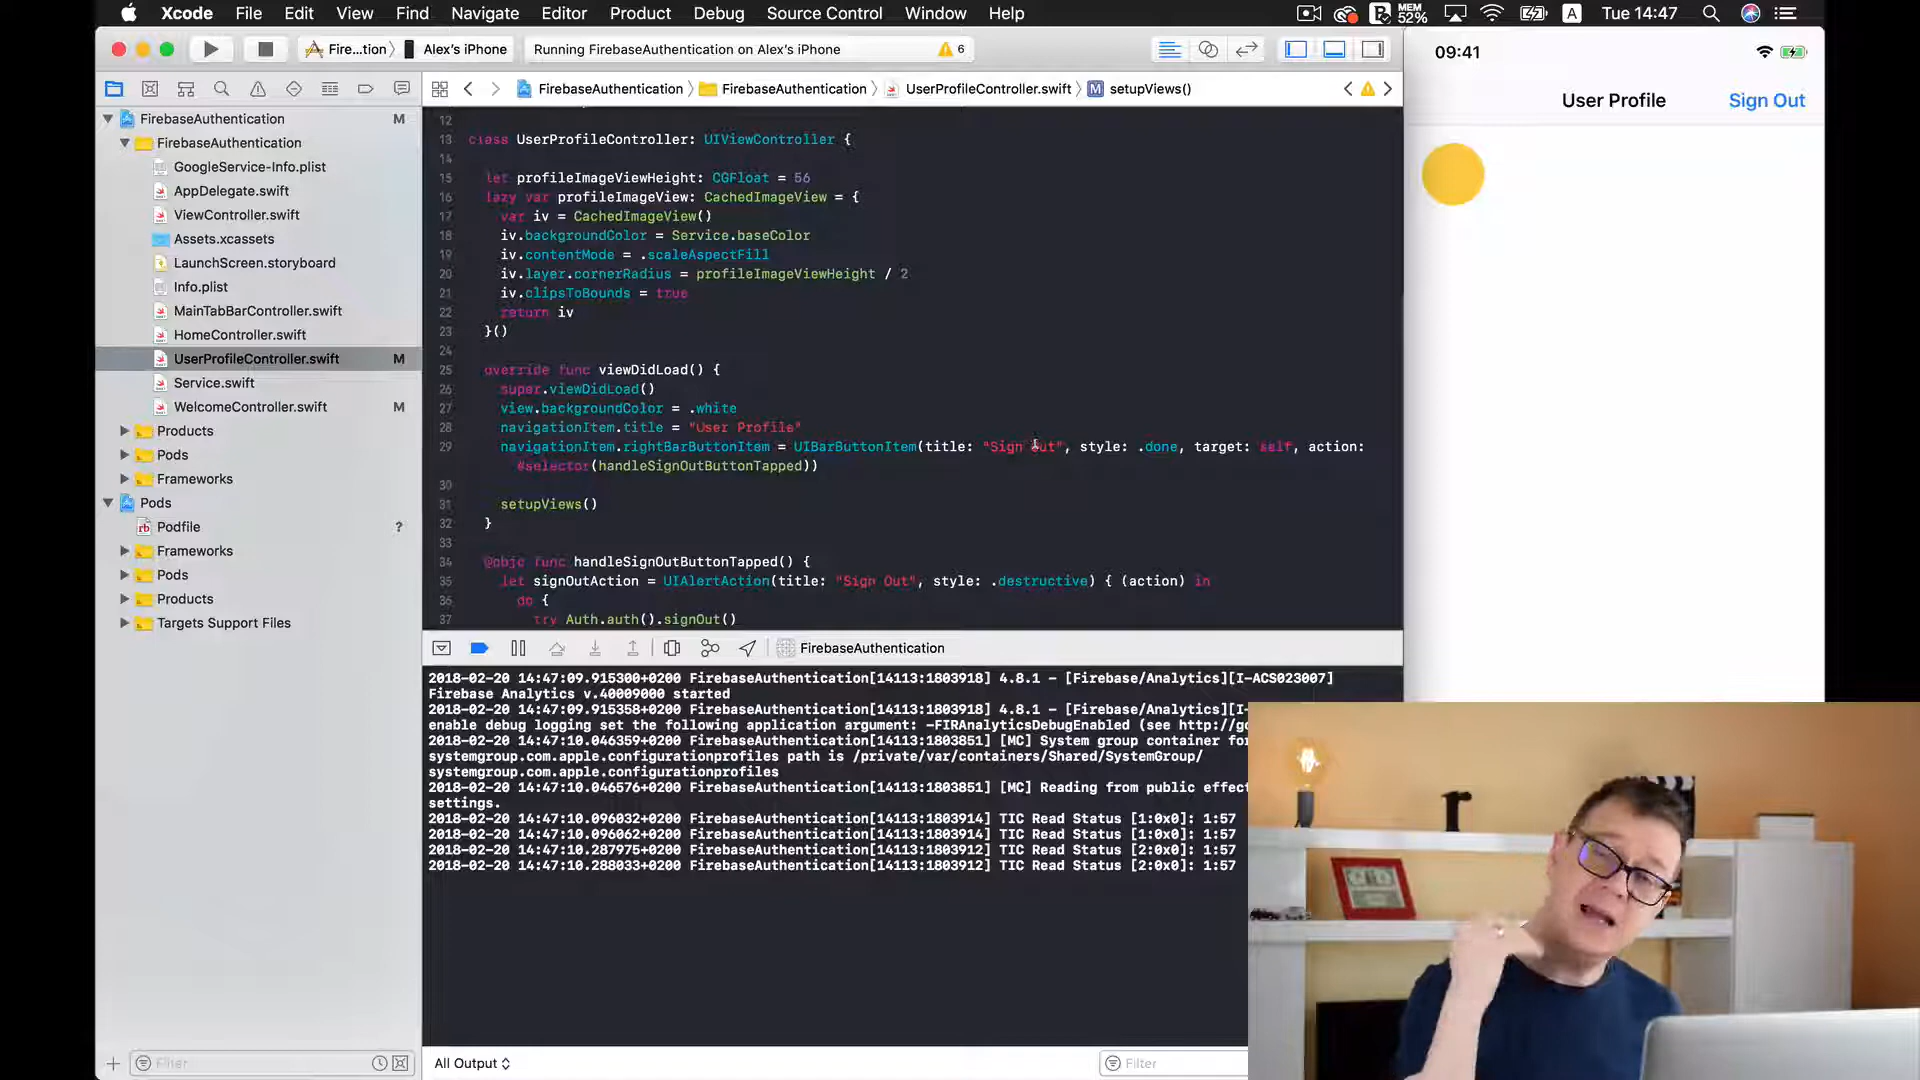 Xcode File Edit View Find Navigate Editor Product Debug Source Control Window Help MEM 52% A Tue 14:47
Fire...tion Alex's iPhone Running FirebaseAuthentication on Alex's iPhone 6
09:41
User Profile Sign Out
FirebaseAuthentication FirebaseAuthentication UserProfileController.swift M setupViews()
FirebaseAuthentication M
FirebaseAuthentication
GoogleService-Info.plist
AppDelegate.swift
ViewController.swift
Assets.xcassets
LaunchScreen.storyboard
Info.plist
MainTabBarController.swift
HomeController.swift
UserProfileController.swift M
Service.swift
WelcomeController.swift M
Products
Pods
Frameworks
Pods
rb Podfile ?
Frameworks
Pods
Products
Targets Support Files
Filter
12
13 class UserProfileController: UIViewController {
14
15 let profileImageViewHeight: CGFloat = 56
16 lazy var profileImageView: CachedImageView = {
17 var iv = CachedImageView()
18 iv.backgroundColor = Service.baseColor
19 iv.contentMode = .scaleAspectFill
20 iv.layer.cornerRadius = profileImageViewHeight / 2
21 iv.clipsToBounds = true
22 return iv
23 }()
24
25 override func viewDidLoad() {
26 super.viewDidLoad()
27 view.backgroundColor = .white
28 navigationItem.title = "User Profile"
29 navigationItem.rightBarButtonItem = UIBarButtonItem(title: "Sign Out", style: .done, target: self, action:
#selector(handleSignOutButtonTapped))
30
31 setupViews()
32 }
33
34 @objc func handleSignOutButtonTapped() {
35 let signOutAction = UIAlertAction(title: "Sign Out", style: .destructive) { (action) in
36 do {
37 try Auth.auth().signOut()
FirebaseAuthentication
2018-02-20 14:47:09.915300+0200 FirebaseAuthentication[14113:1803918] 4.8.1 - [Firebase/Analytics][I-ACS023007]
Firebase Analytics v.40009000 started
2018-02-20 14:47:09.915358+0200 FirebaseAuthentication[14113:1803918] 4.8.1 - [Firebase/Analytics][I-
enable debug logging set the following application argument: -FIRAnalyticsDebugEnabled (see http://go
2018-02-20 14:47:10.046359+0200 FirebaseAuthentication[14113:1803851] [MC] System group container for
systemgroup.com.apple.configurationprofiles path is /private/var/containers/Shared/SystemGroup/
systemgroup.com.apple.configurationprofiles
2018-02-20 14:47:10.046576+0200 FirebaseAuthentication[14113:1803851] [MC] Reading from public effect
settings.
2018-02-20 14:47:10.096032+0200 FirebaseAuthentication[14113:1803914] TIC Read Status [1:0x0]: 1:57
2018-02-20 14:47:10.096062+0200 FirebaseAuthentication[14113:1803914] TIC Read Status [1:0x0]: 1:57
2018-02-20 14:47:10.287975+0200 FirebaseAuthentication[14113:1803912] TIC Read Status [2:0x0]: 1:57
2018-02-20 14:47:10.288033+0200 FirebaseAuthentication[14113:1803912] TIC Read Status [2:0x0]: 1:57
All Output Filter